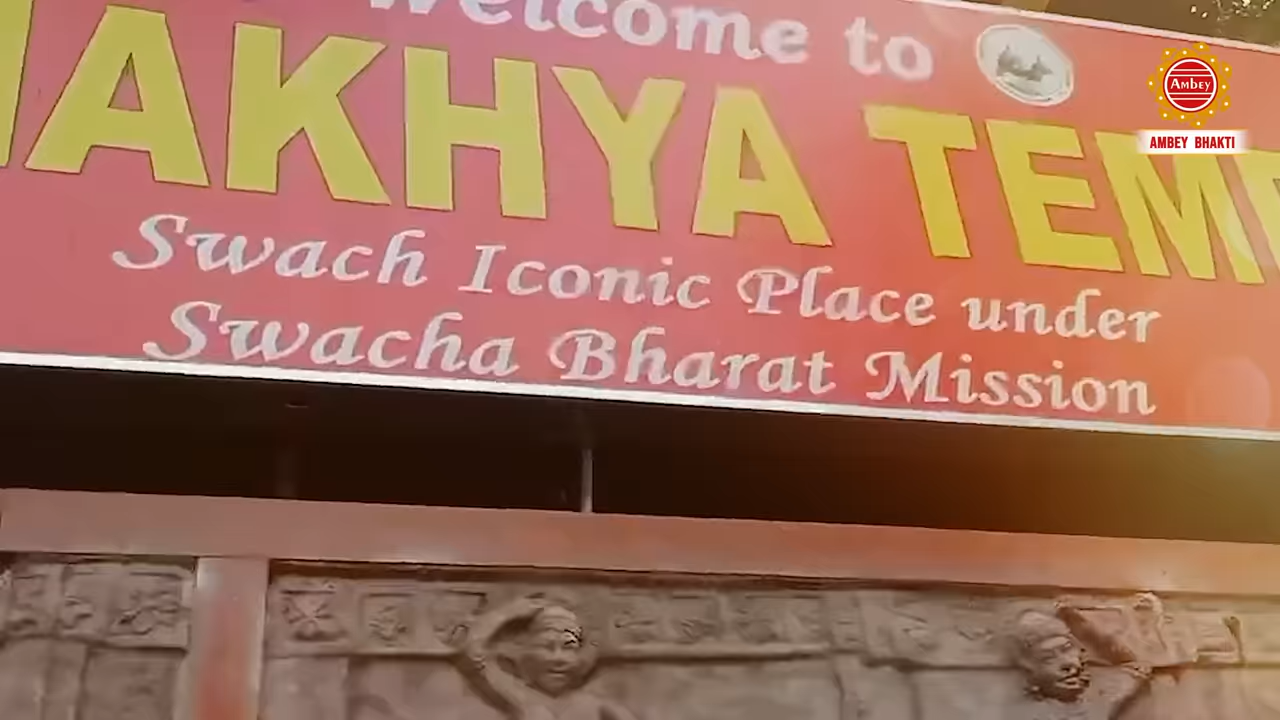 Welcome to
AKHYA TEM
Swach Iconic Place under
Swacha Bharat Mission
Ambey
AMBEY BHAKTI